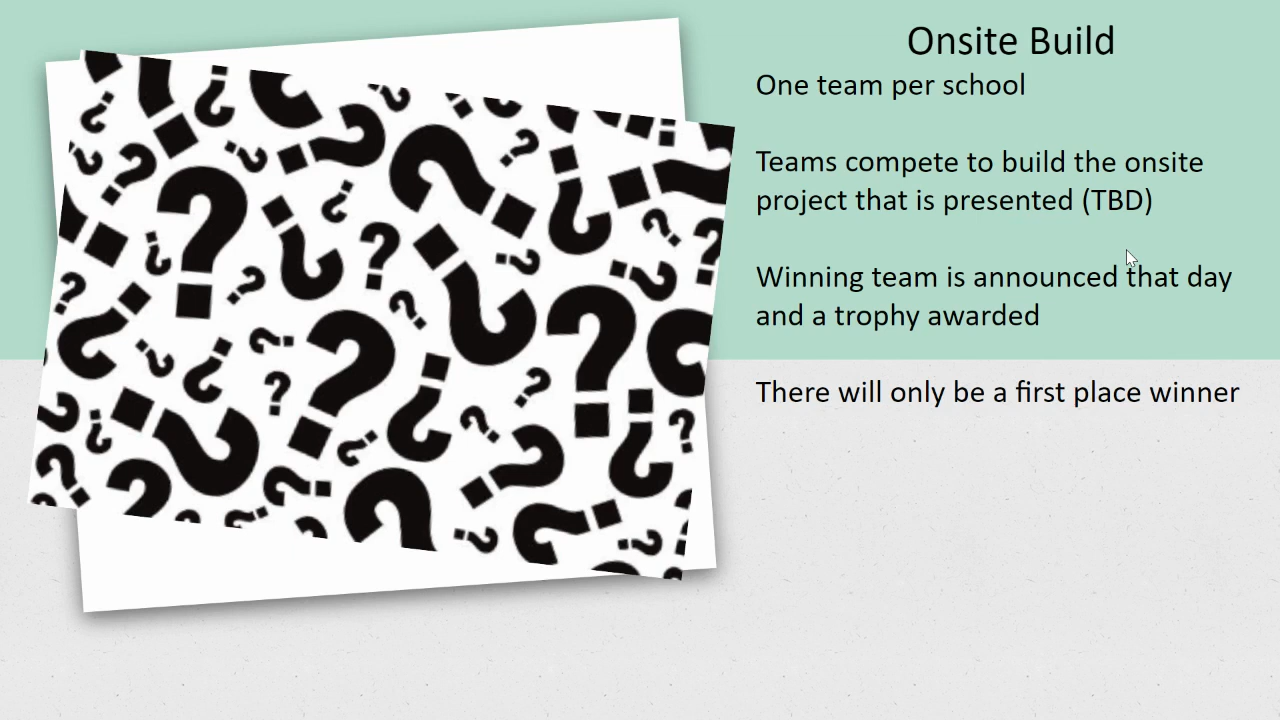 Onsite Build
One team per school
Teams compete to build the onsite
project that is presented (TBD)
Winning team is announced that day
and a trophy awarded
There will only be a first place winner